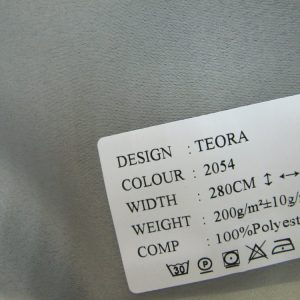 DESIGN : TEORA
COLOUR : 2054
WIDTH : 280CM ↕ ↔
WEIGHT : 200g/m²±10g/
COMP : 100%Polyest
30 P